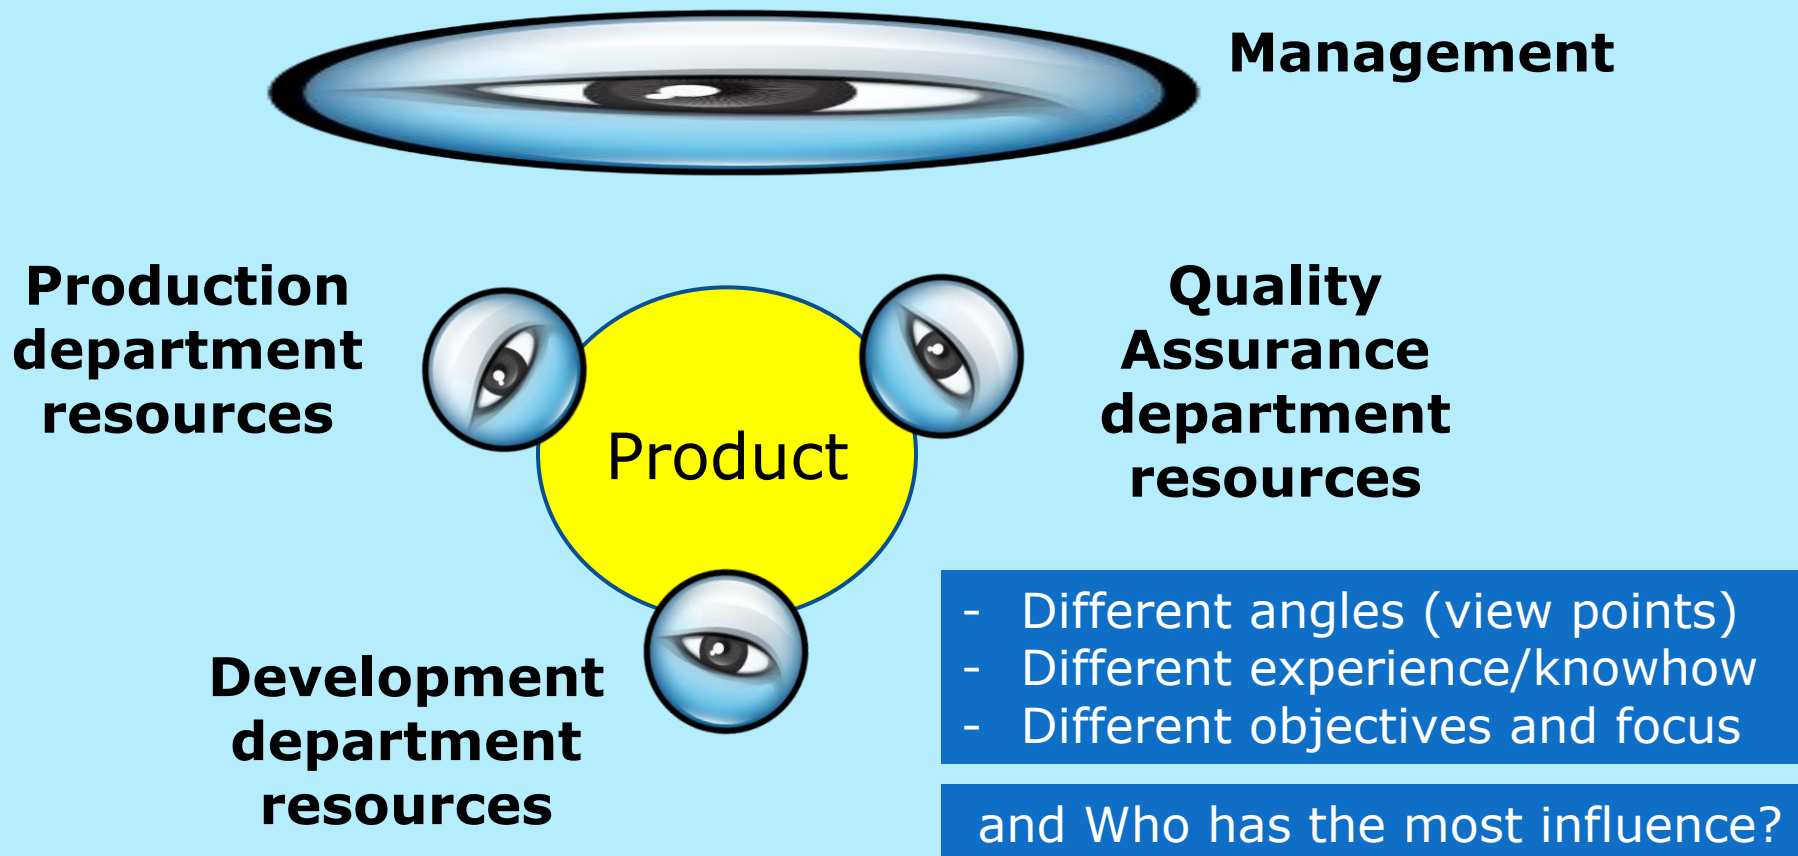 Management
Production
department
resources
Quality
Assurance
department
resources
Product
Development
department
resources
- Different angles (view points)
- Different experience/knowhow
- Different objectives and focus
and Who has the most influence?